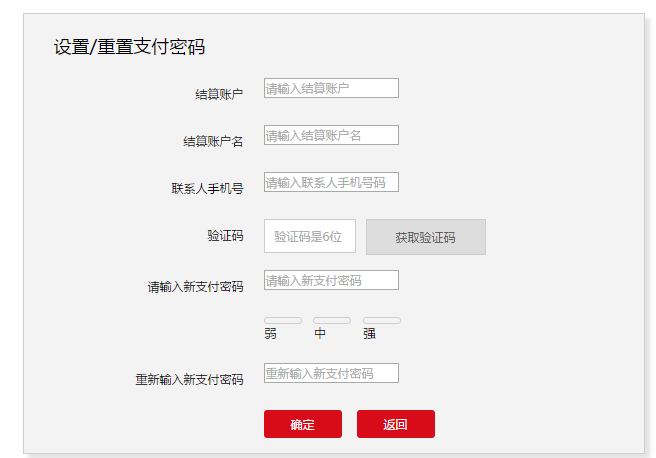 设置/重置支付密码
结算账户 请输入结算账户
结算账户名 请输入结算账户名
联系人手机号 请输入联系人手机号码
验证码 验证码是6位 获取验证码
请输入新支付密码 请输入新支付密码
弱 中 强
重新输入新支付密码 重新输入新支付密码
确定 返回